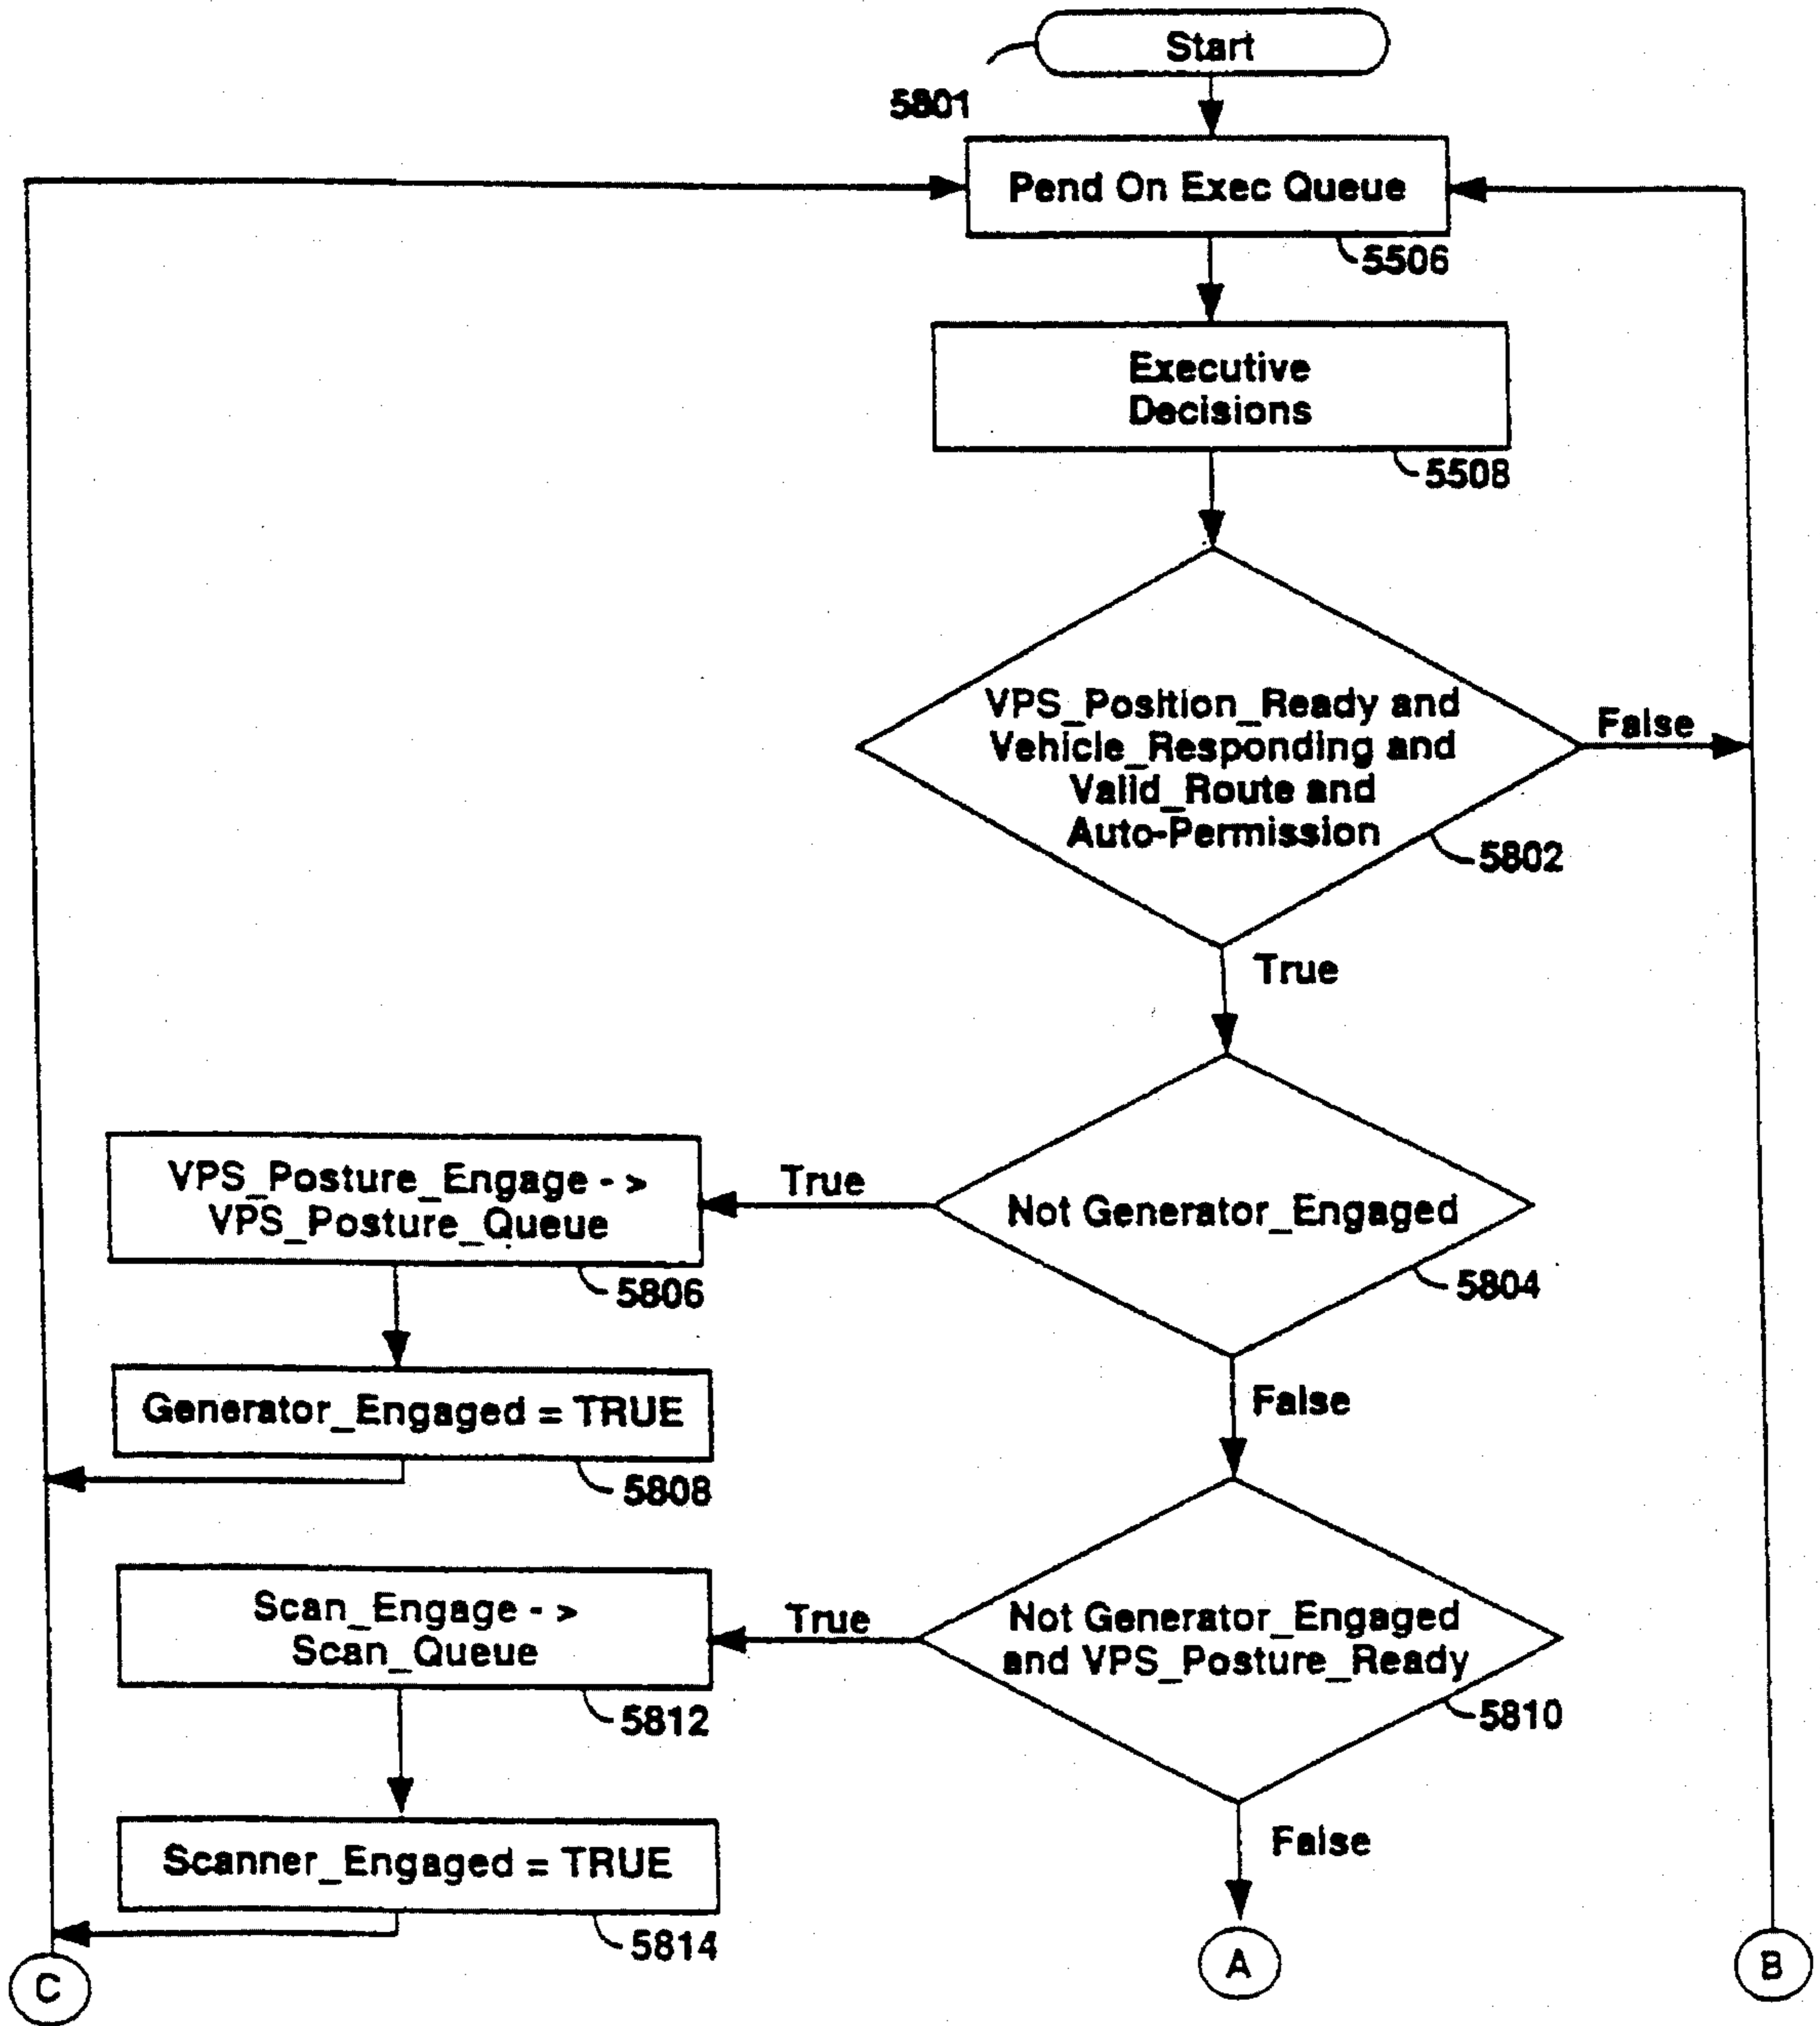 Start
5801
Pend On Exec Queue
5506
Executive
Decisions
5508
VPS_Position_Ready and
Vehicle_Responding and
Valid_Route and
Auto-Permission
False
5802
True
VPS_Posture_Engage - >
VPS_Posture_Queue
True
Not Generator_Engaged
5806
5804
Generator_Engaged = TRUE
False
5808
Scan_Engage - >
Scan_Queue
True
Not Generator_Engaged
and VPS_Posture_Ready
5812
5810
Scanner_Engaged = TRUE
False
5814
C
A
B